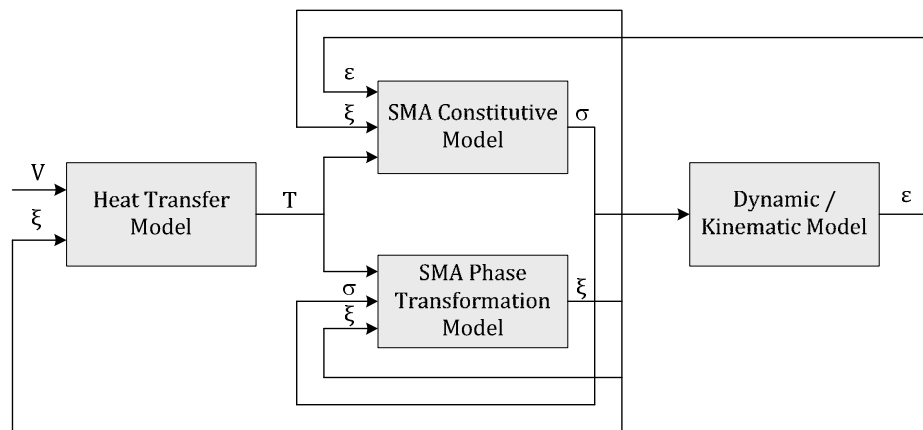 ε
ξ
SMA Constitutive
Model
σ
V
ξ
Heat Transfer
Model
T
Dynamic /
Kinematic Model
ε
σ
ξ
SMA Phase
Transformation
Model
ξ